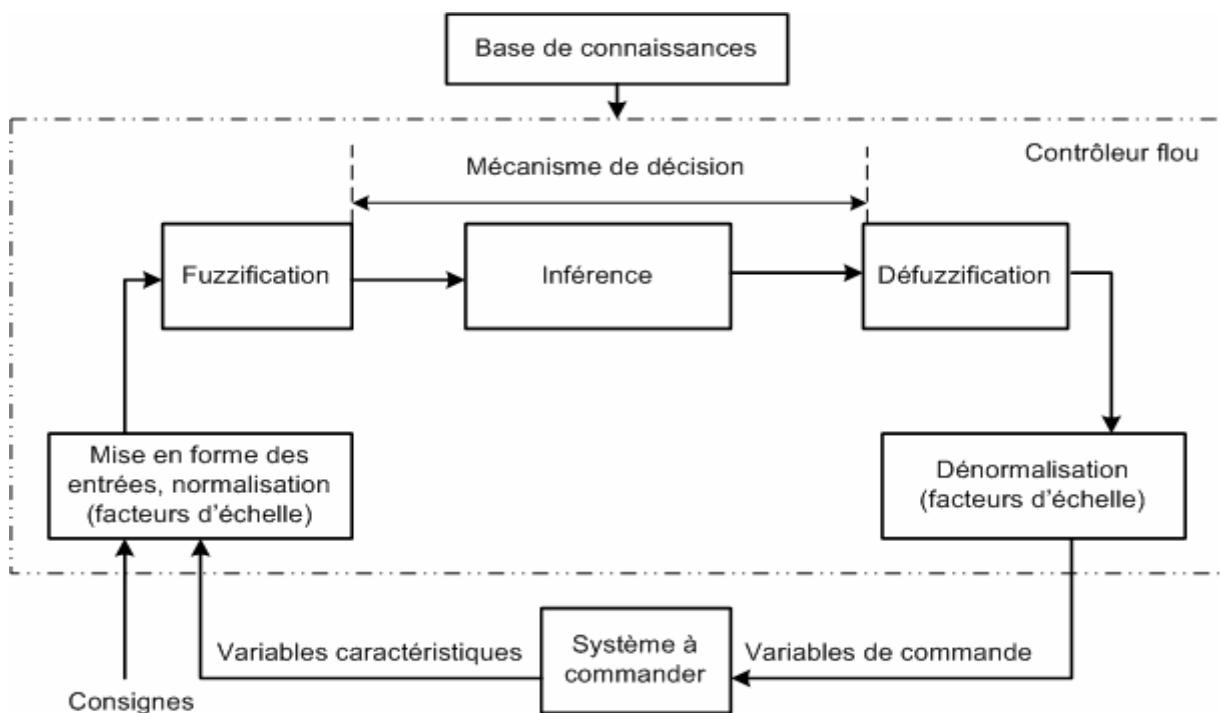 Base de connaissances
Contrôleur flou
Mécanisme de décision
Fuzzification
Inférence
Défuzzification
Mise en forme des
entrées, normalisation
(facteurs d'échelle)
Dénormalisation
(facteurs d'échelle)
Variables caractéristiques
Système à
commander
Variables de commande
Consignes